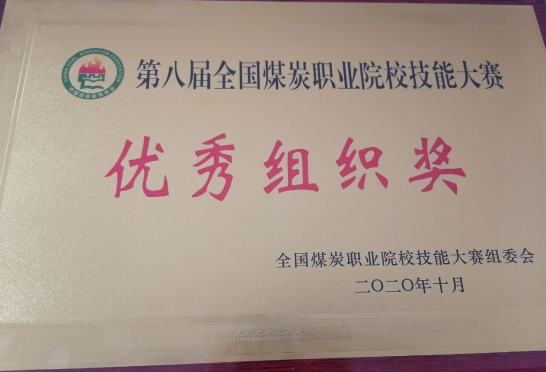 第八届全国煤炭职业院校技能大赛
优秀组织奖
全国煤炭职业院校技能大赛组委会
二〇二〇年十月